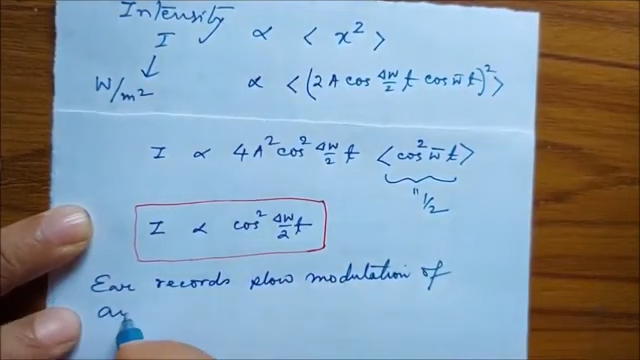 Intensity
I ∝ < x² >
W/m² ∝ < (2A cos Δω/2 t cos ω̅ t)² >
I ∝ 4A² cos² Δω/2 t < cos² ω̅ t >
" 1/2
I ∝ cos² Δω/2 t
Ear records slow modulation of